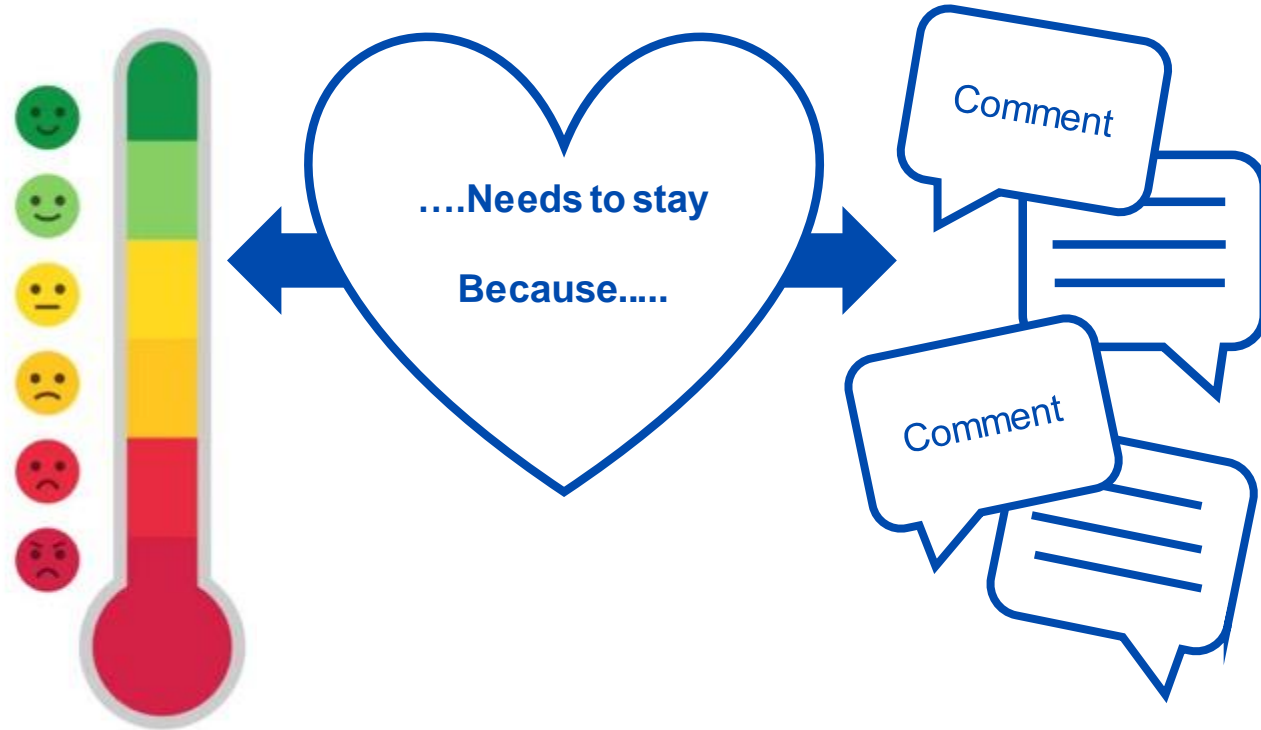 ….Needs to stay
Because.....
Comment
Comment